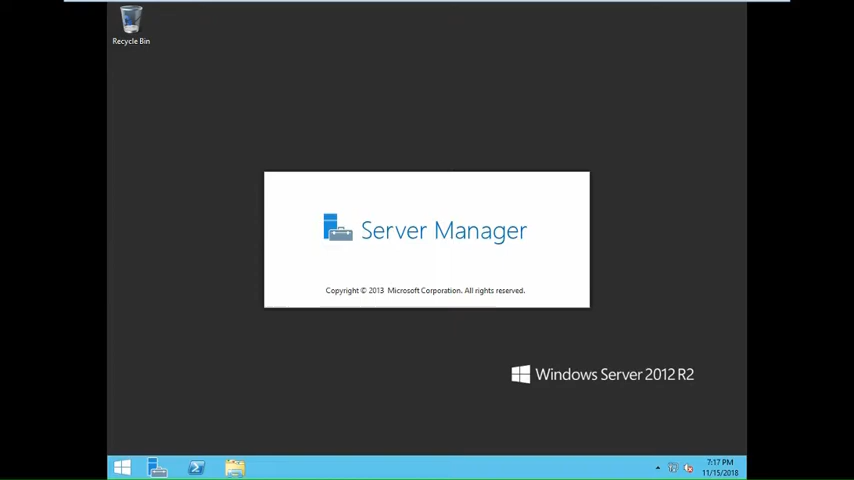 Recycle Bin
Server Manager
Copyright © 2013 Microsoft Corporation. All rights reserved.
Windows Server 2012 R2
7:17 PM
11/15/2018